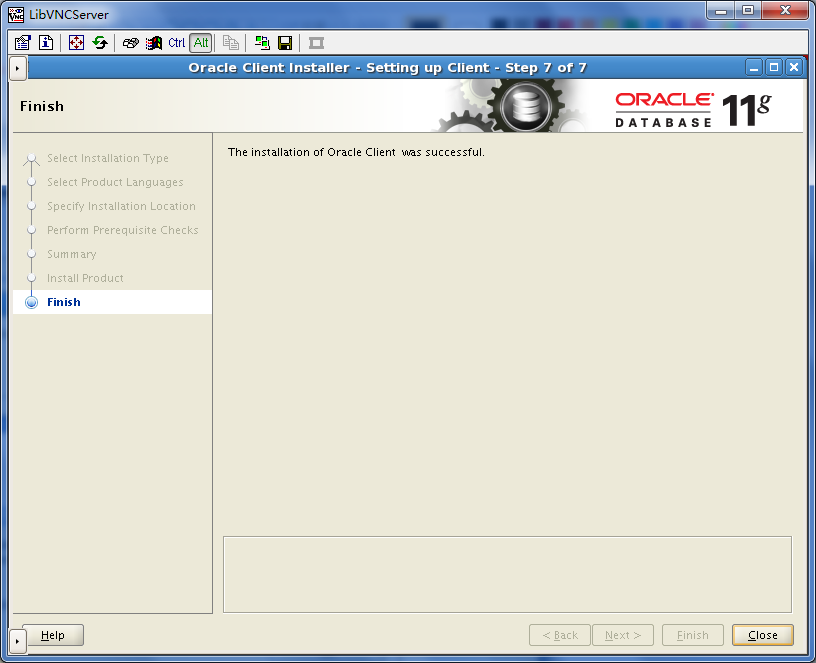 LibVNCServer
Ctrl Alt
Oracle Client Installer - Setting up Client - Step 7 of 7
Finish
ORACLE
DATABASE 11g
Select Installation Type
Select Product Languages
Specify Installation Location
Perform Prerequisite Checks
Summary
Install Product
Finish
The installation of Oracle Client was successful.
Help
< Back
Next >
Finish
Close